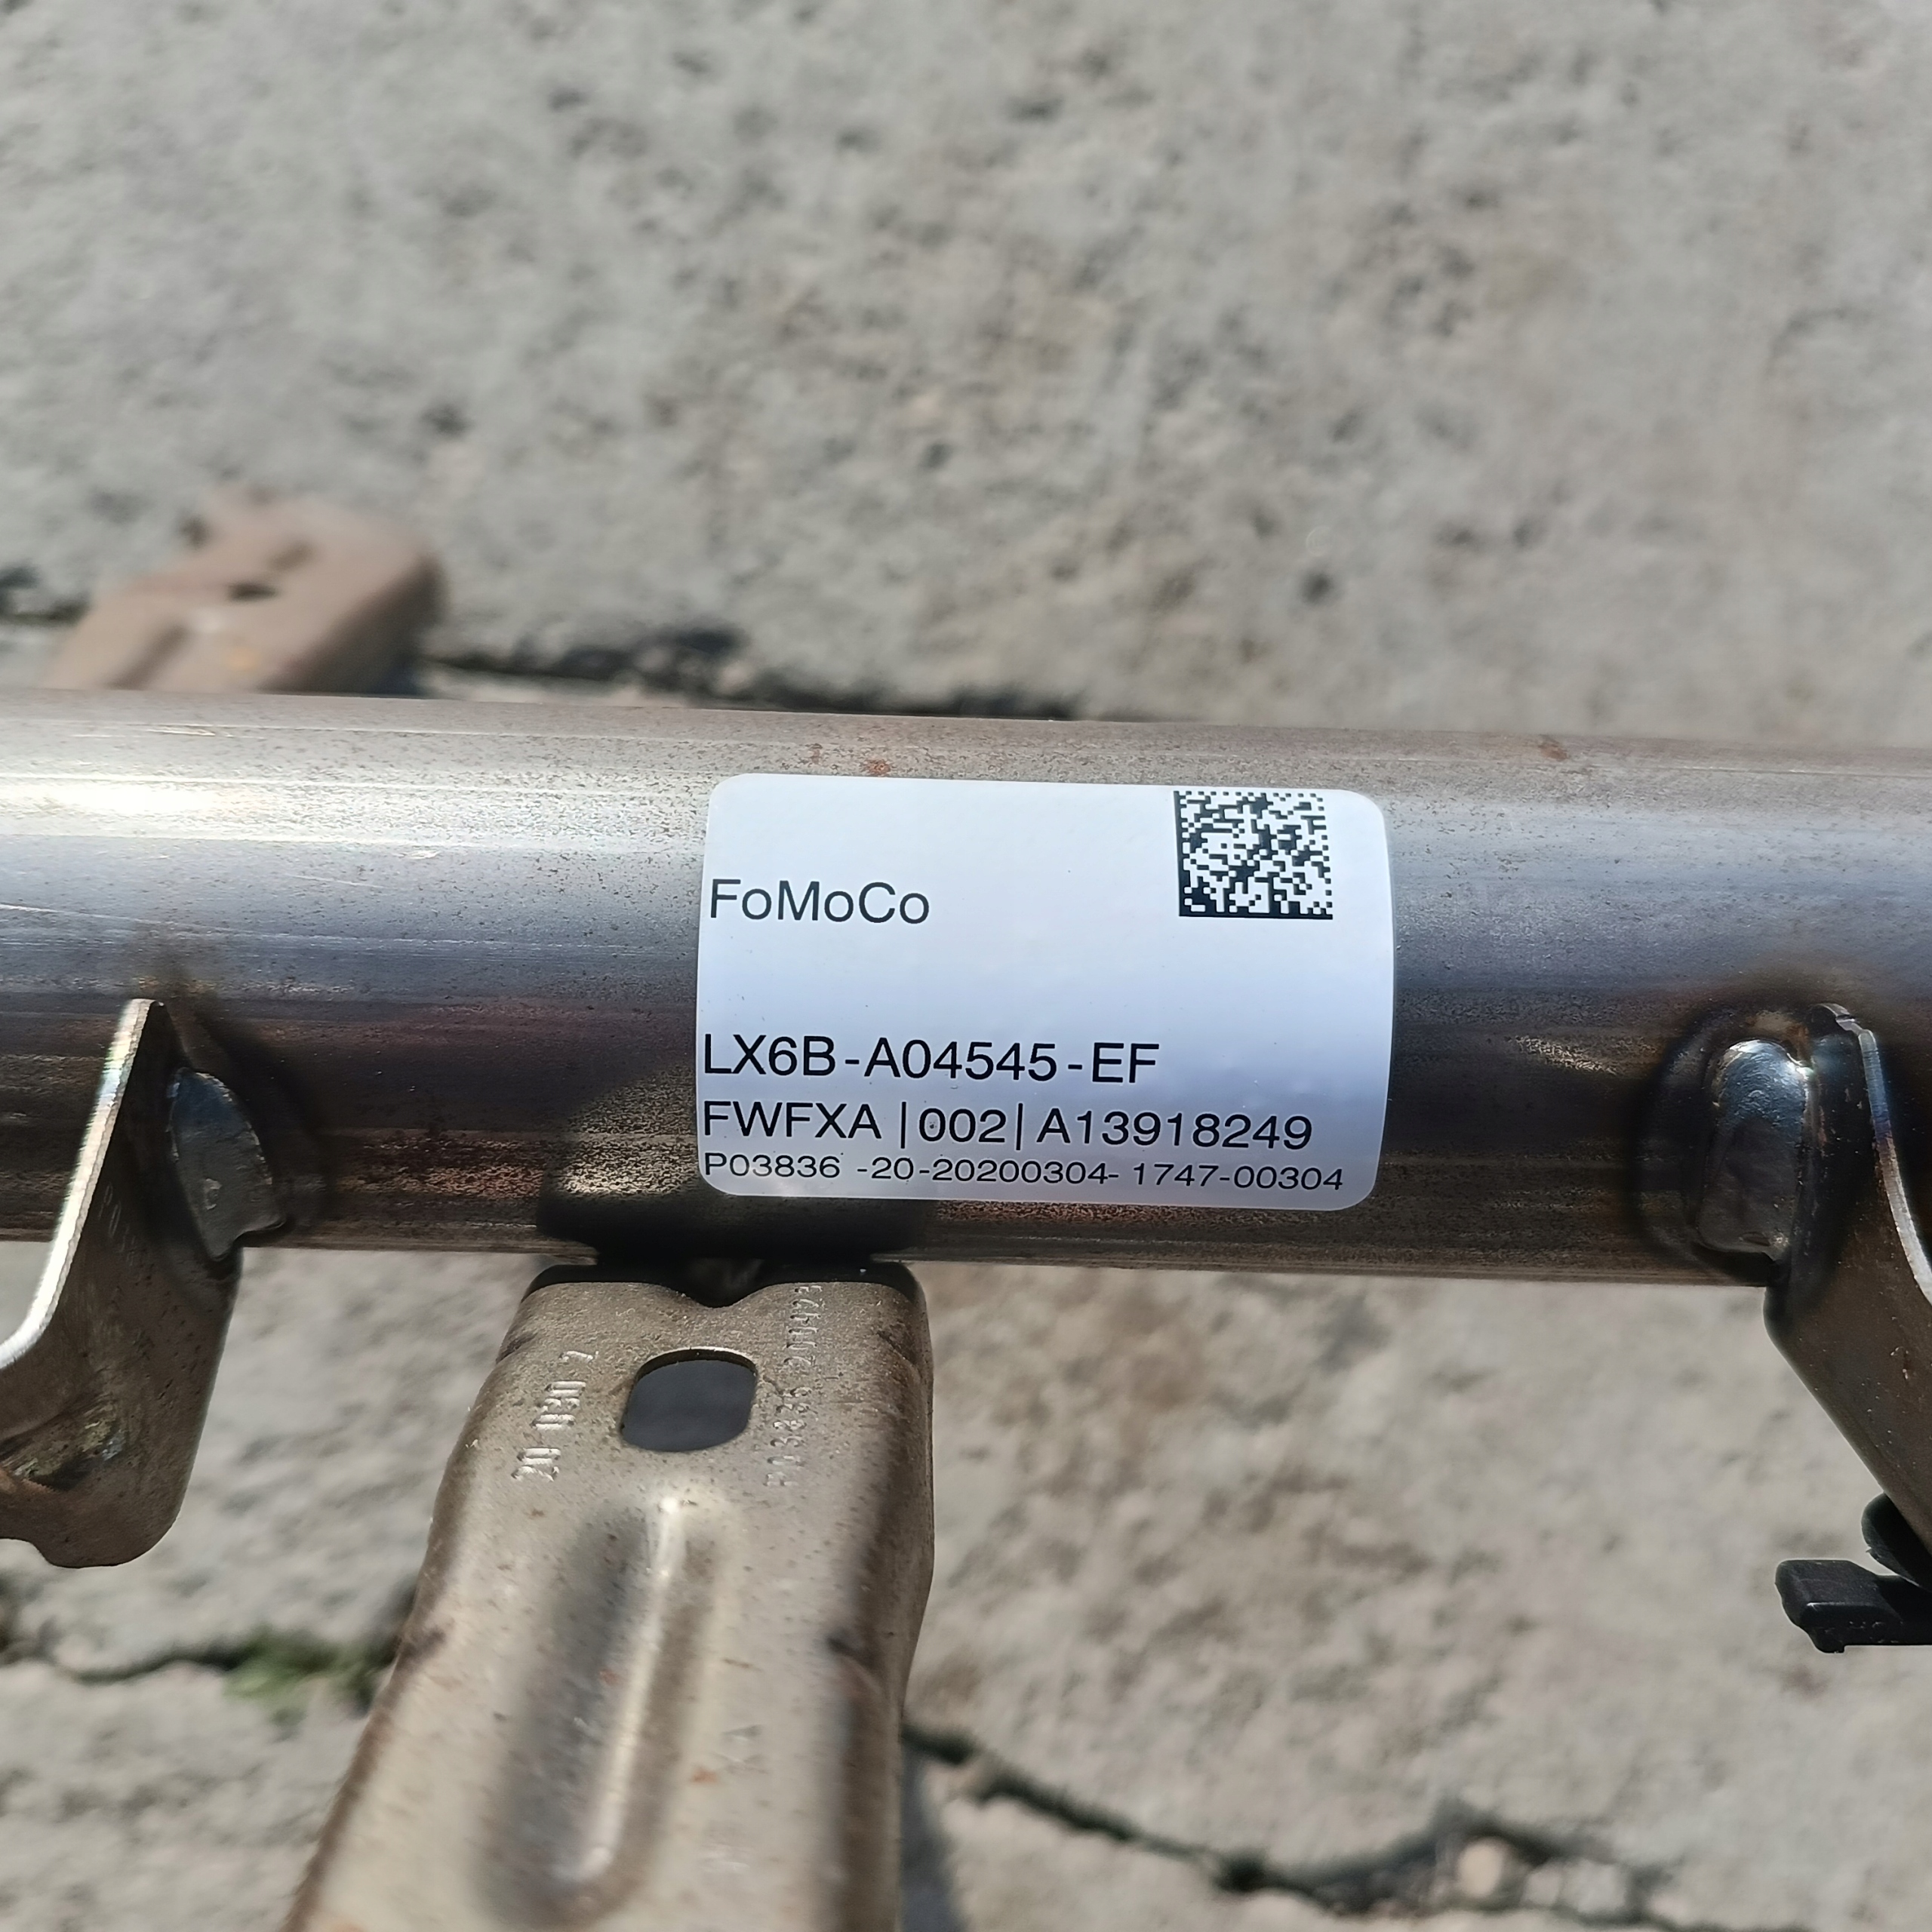 FoMoCo
LX6B-A04545-EF
FWFXA |002| A13918249
P03836 -20-20200304- 1747-00304